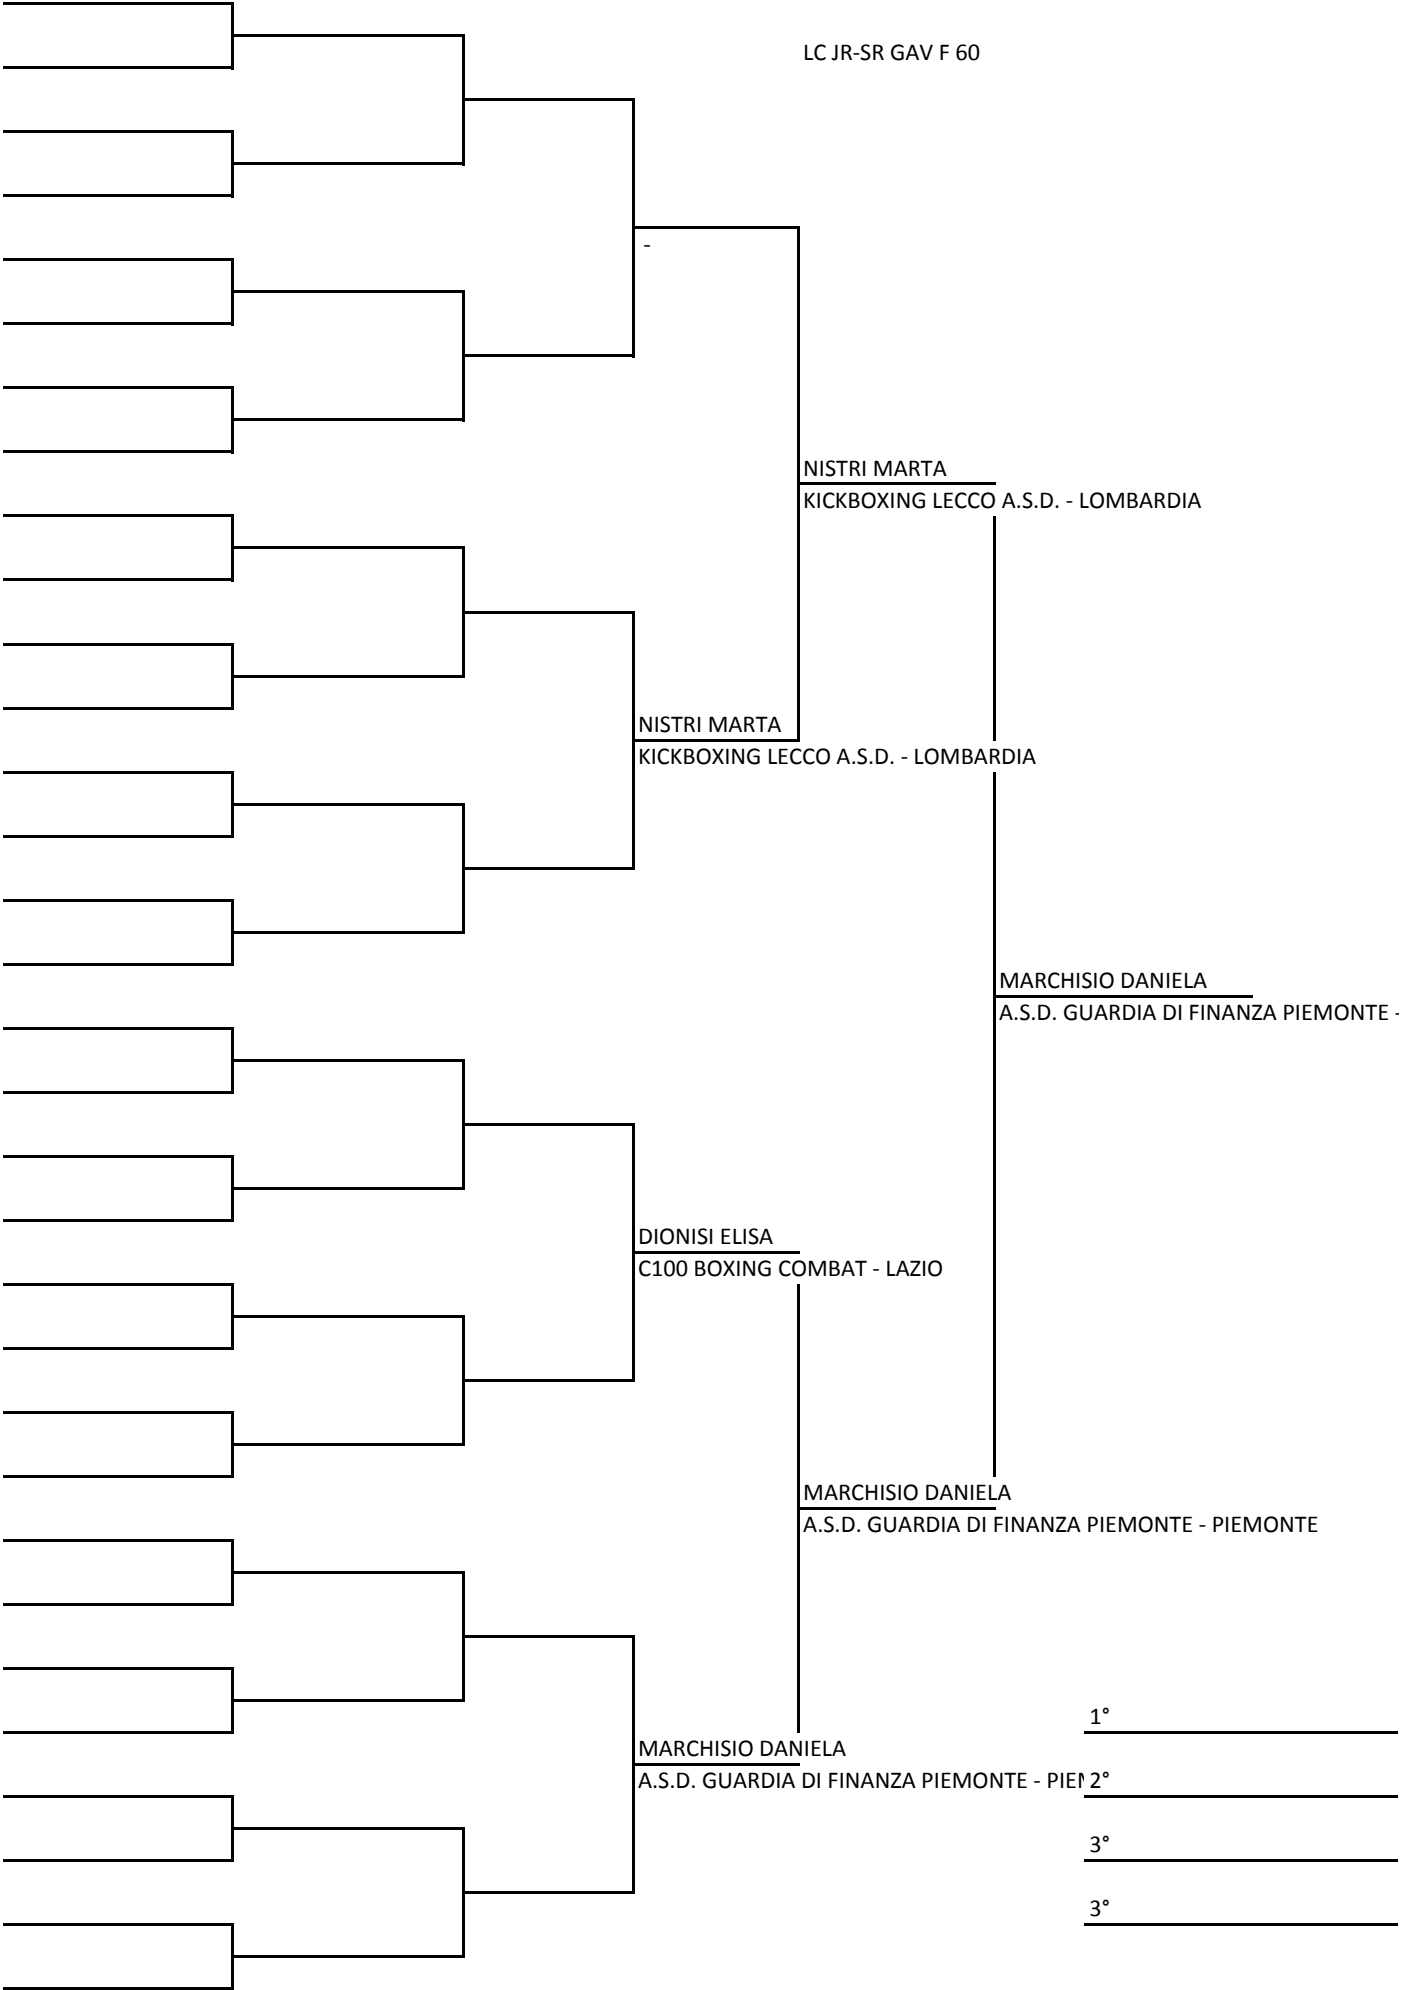 LC JR-SR GAV F 60
-
NISTRI MARTA
KICKBOXING LECCO A.S.D. - LOMBARDIA
NISTRI MARTA
KICKBOXING LECCO A.S.D. - LOMBARDIA
MARCHISIO DANIELA
A.S.D. GUARDIA DI FINANZA PIEMONTE -
DIONISI ELISA
C100 BOXING COMBAT - LAZIO
MARCHISIO DANIELA
A.S.D. GUARDIA DI FINANZA PIEMONTE - PIEMONTE
1°
MARCHISIO DANIELA
A.S.D. GUARDIA DI FINANZA PIEMONTE -
2°
3°
3°